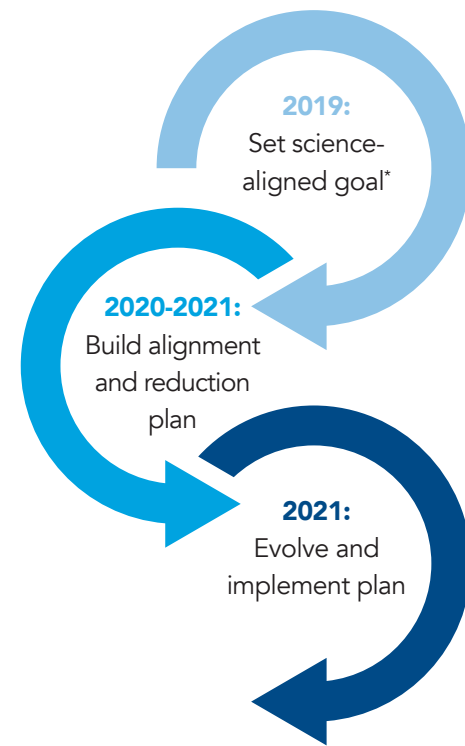 2019:
Set science-
aligned goal*
2020-2021:
Build alignment
and reduction
plan
2021:
Evolve and
implement plan